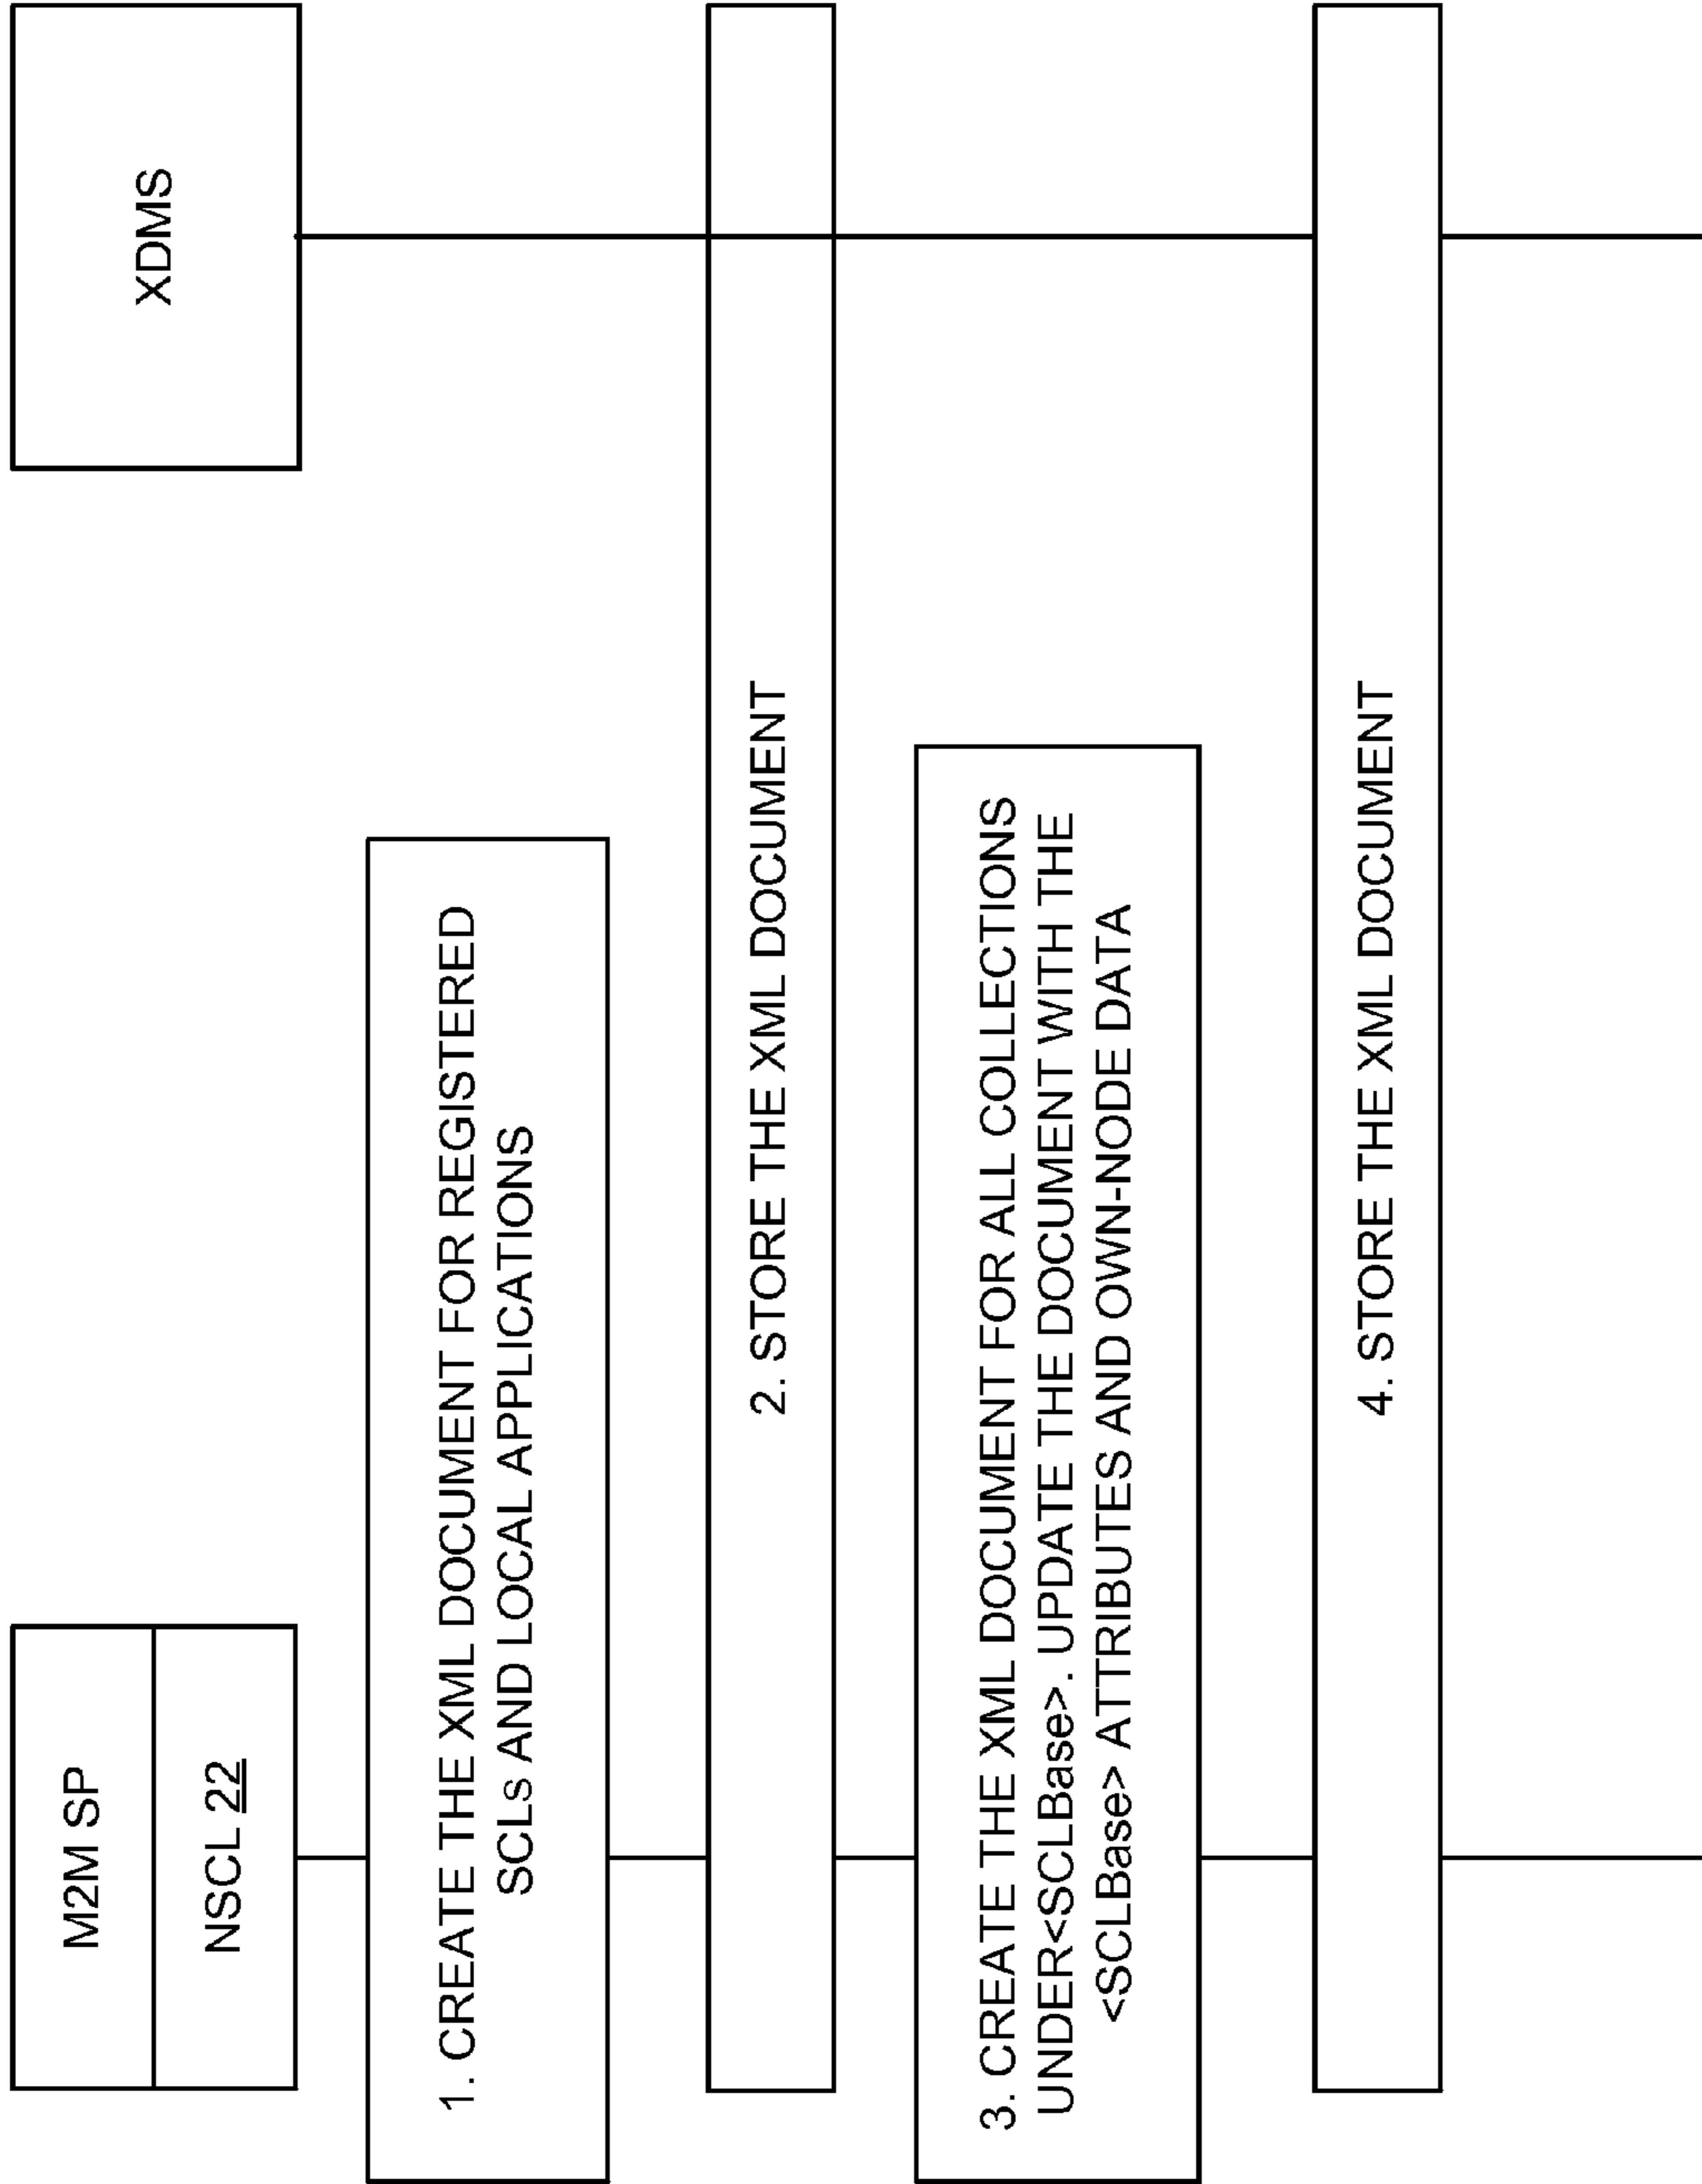 M2M SP
NSCL 22
XDMS
1. CREATE THE XML DOCUMENT FOR REGISTERED
SCLs AND LOCAL APPLICATIONS
2. STORE THE XML DOCUMENT
3. CREATE THE XML DOCUMENT FOR ALL COLLECTIONS
UNDER<SCLBase>. UPDATE THE DOCUMENT WITH THE
<SCLBase> ATTRIBUTES AND OWN-NODE DATA
4. STORE THE XML DOCUMENT